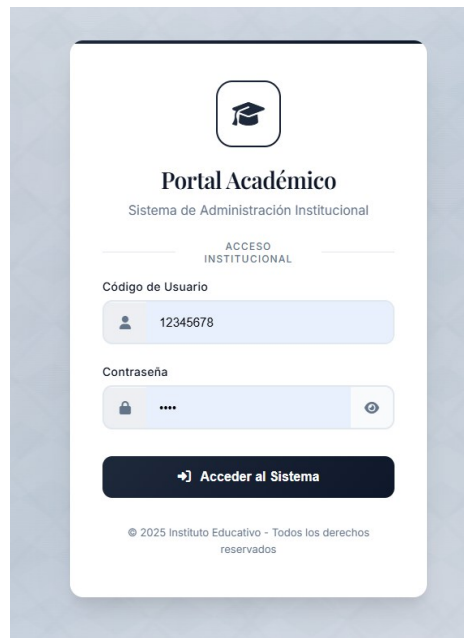 Portal Académico
Sistema de Administración Institucional
ACCESO
INSTITUCIONAL
Código de Usuario
12345678
Contraseña
••••
Acceder al Sistema
© 2025 Instituto Educativo - Todos los derechos
reservados